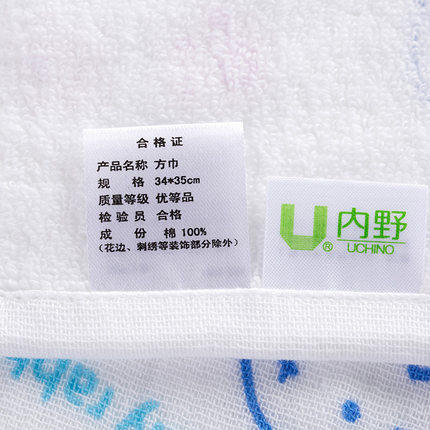 合格证
产品名称 方巾
规 格 34*35cm
质量等级 优等品
检验员 合格
成 份 棉 100%
（花边、刺绣等装饰部分除外）
U®
内野
UCHINO